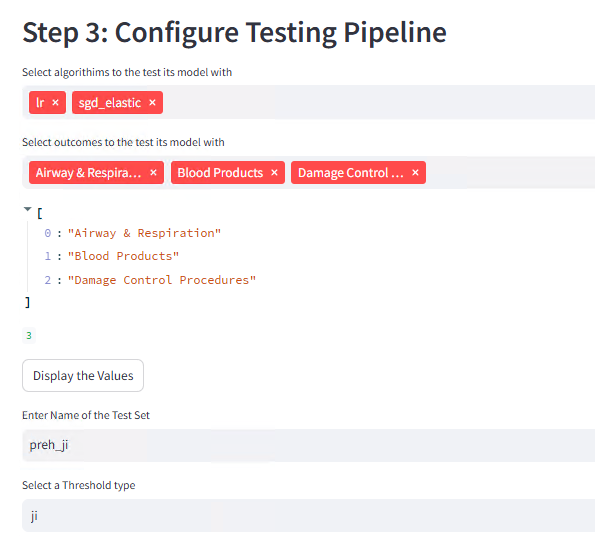 Step 3: Configure Testing Pipeline
Select algorithims to the test its model with
lr × sgd_elastic ×
Select outcomes to the test its model with
Airway & Respira... × Blood Products × Damage Control ... ×
[
0 : "Airway & Respiration"
1 : "Blood Products"
2 : "Damage Control Procedures"
]
3
Display the Values
Enter Name of the Test Set
preh_ji
Select a Threshold type
ji